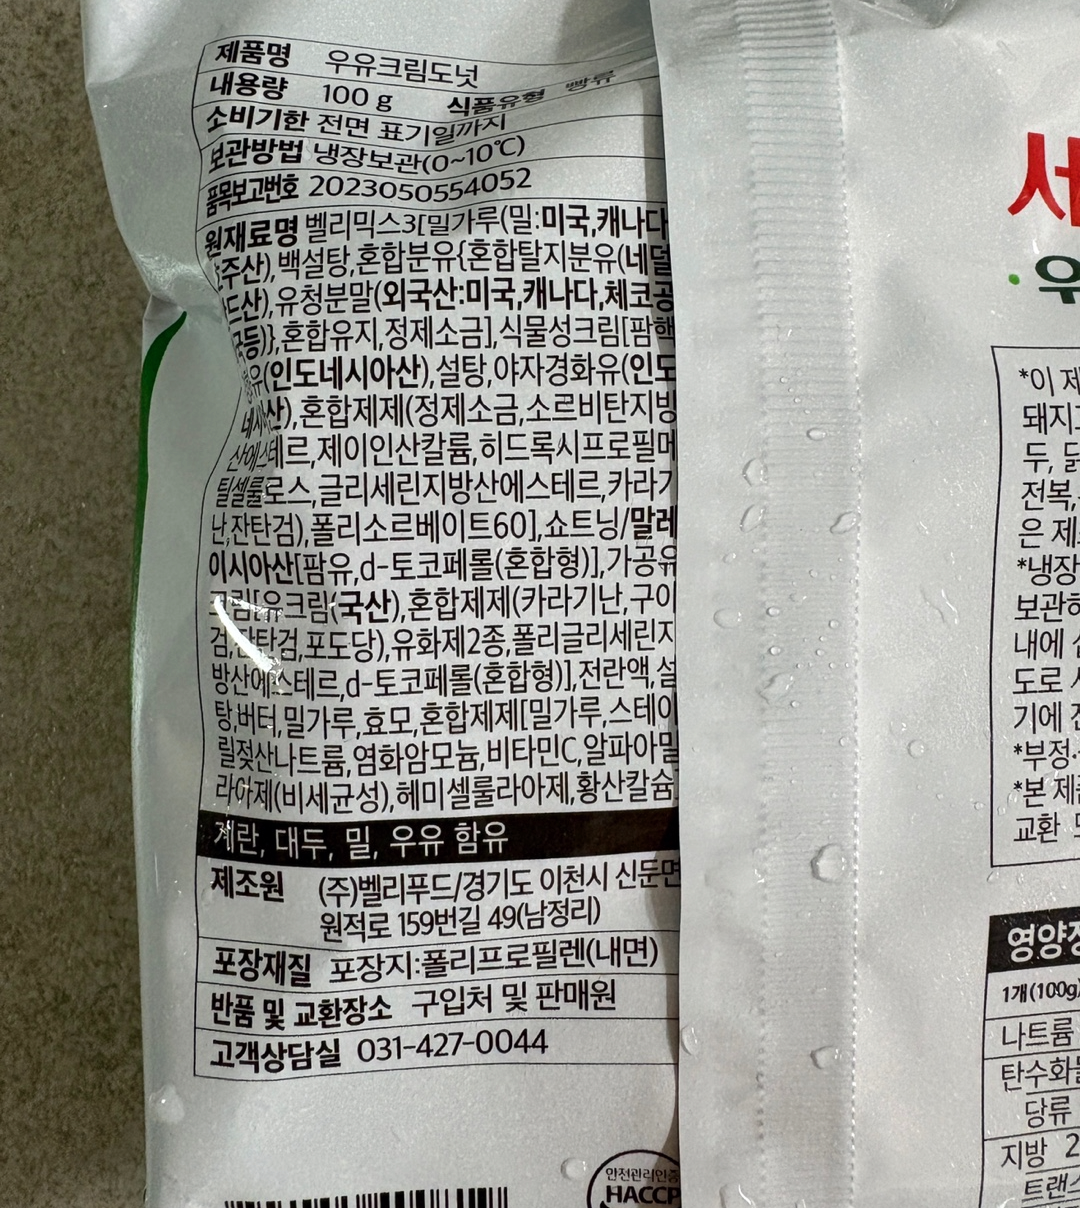 제품명 우유크림도넛
내용량 100 g 식품유형 빵류
소비기한 전면 표기일까지
보관방법 냉장보관(0~10℃)
품목보고번호 2023050554052
원재료명 벨리믹스3[밀가루(밀:미국,캐나다
주산),백설탕,혼합분유{혼합탈지분유(네덜
드산),유청분말(외국산:미국,캐나다,체코공
등)},혼합유지,정제소금],식물성크림[팜핵
유(인도네시아산),설탕,야자경화유(인도
네시아산),혼합제제(정제소금,소르비탄지방
산에스테르,제이인산칼륨,히드록시프로필메
틸셀룰로스,글리세린지방산에스테르,카라기
난,잔탄검),폴리소르베이트60],쇼트닝/말레
이시아산[팜유,d-토코페롤(혼합형)],가공유
크림[유크림(국산),혼합제제(카라기난,구아
검,잔탄검,포도당),유화제2종,폴리글리세린지
방산에스테르,d-토코페롤(혼합형)],전란액,설
탕,버터,밀가루,효모,혼합제제[밀가루,스테아
릴젖산나트륨,염화암모늄,비타민C,알파아밀
라아제(비세균성),헤미셀룰라아제,황산칼슘
계란, 대두, 밀, 우유 함유
제조원 (주)벨리푸드/경기도 이천시 신둔면
원적로 159번길 49(남정리)
포장재질 포장지:폴리프로필렌(내면)
반품 및 교환장소 구입처 및 판매원
고객상담실 031-427-0044
안전관리인증
HACCP
세
우
*이 제
돼지고
두, 닭
전복,
은 제
*냉장
보관하
내에
도로
기에
*부정·
*본 제품
교환
영양정
1개(100g)
나트륨
탄수화물
당류
지방 2
트랜스